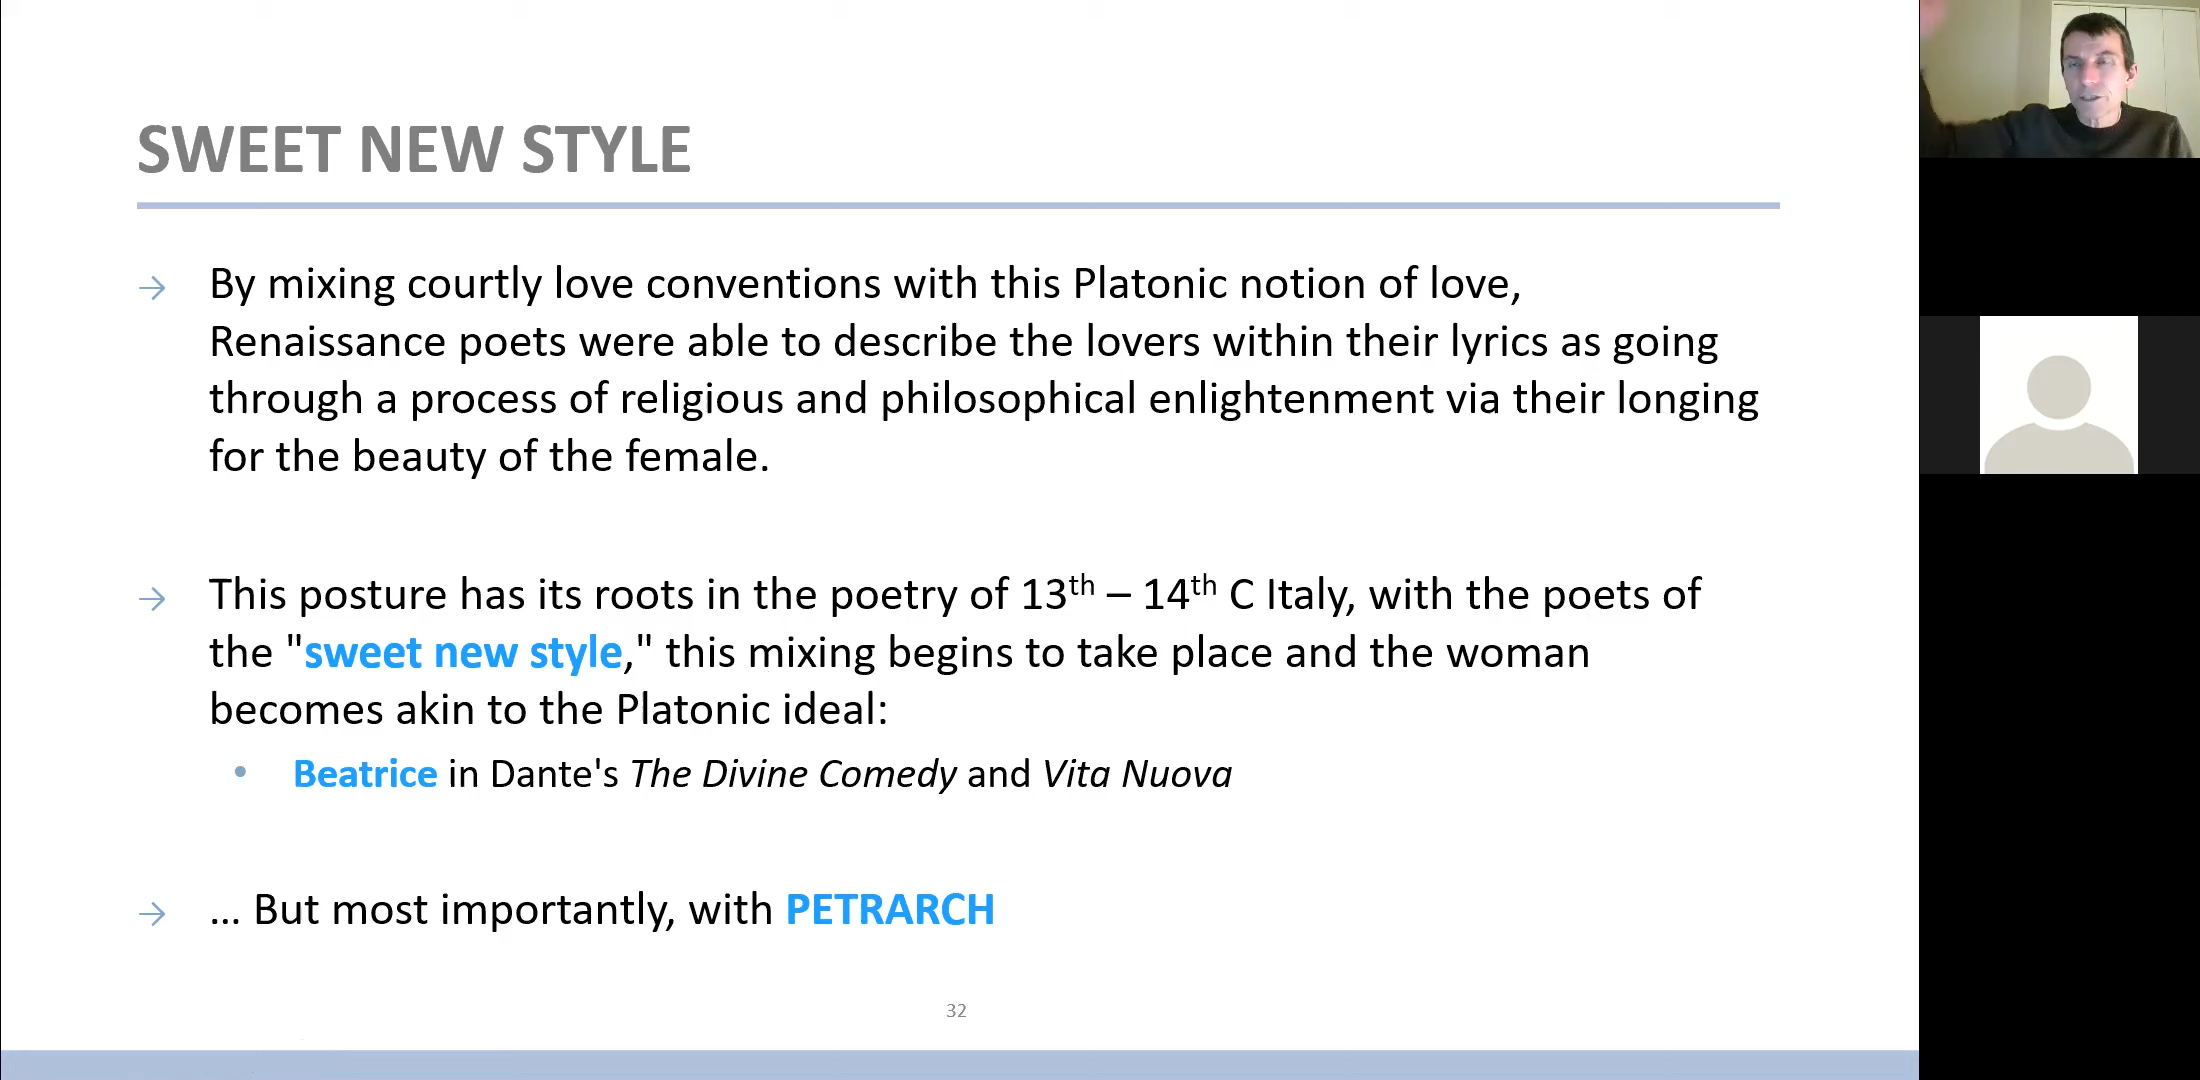 SWEET NEW STYLE
→ By mixing courtly love conventions with this Platonic notion of love,
Renaissance poets were able to describe the lovers within their lyrics as going
through a process of religious and philosophical enlightenment via their longing
for the beauty of the female.
→ This posture has its roots in the poetry of 13th – 14th C Italy, with the poets of
the "sweet new style," this mixing begins to take place and the woman
becomes akin to the Platonic ideal:
• Beatrice in Dante's The Divine Comedy and Vita Nuova
→ ... But most importantly, with PETRARCH
32